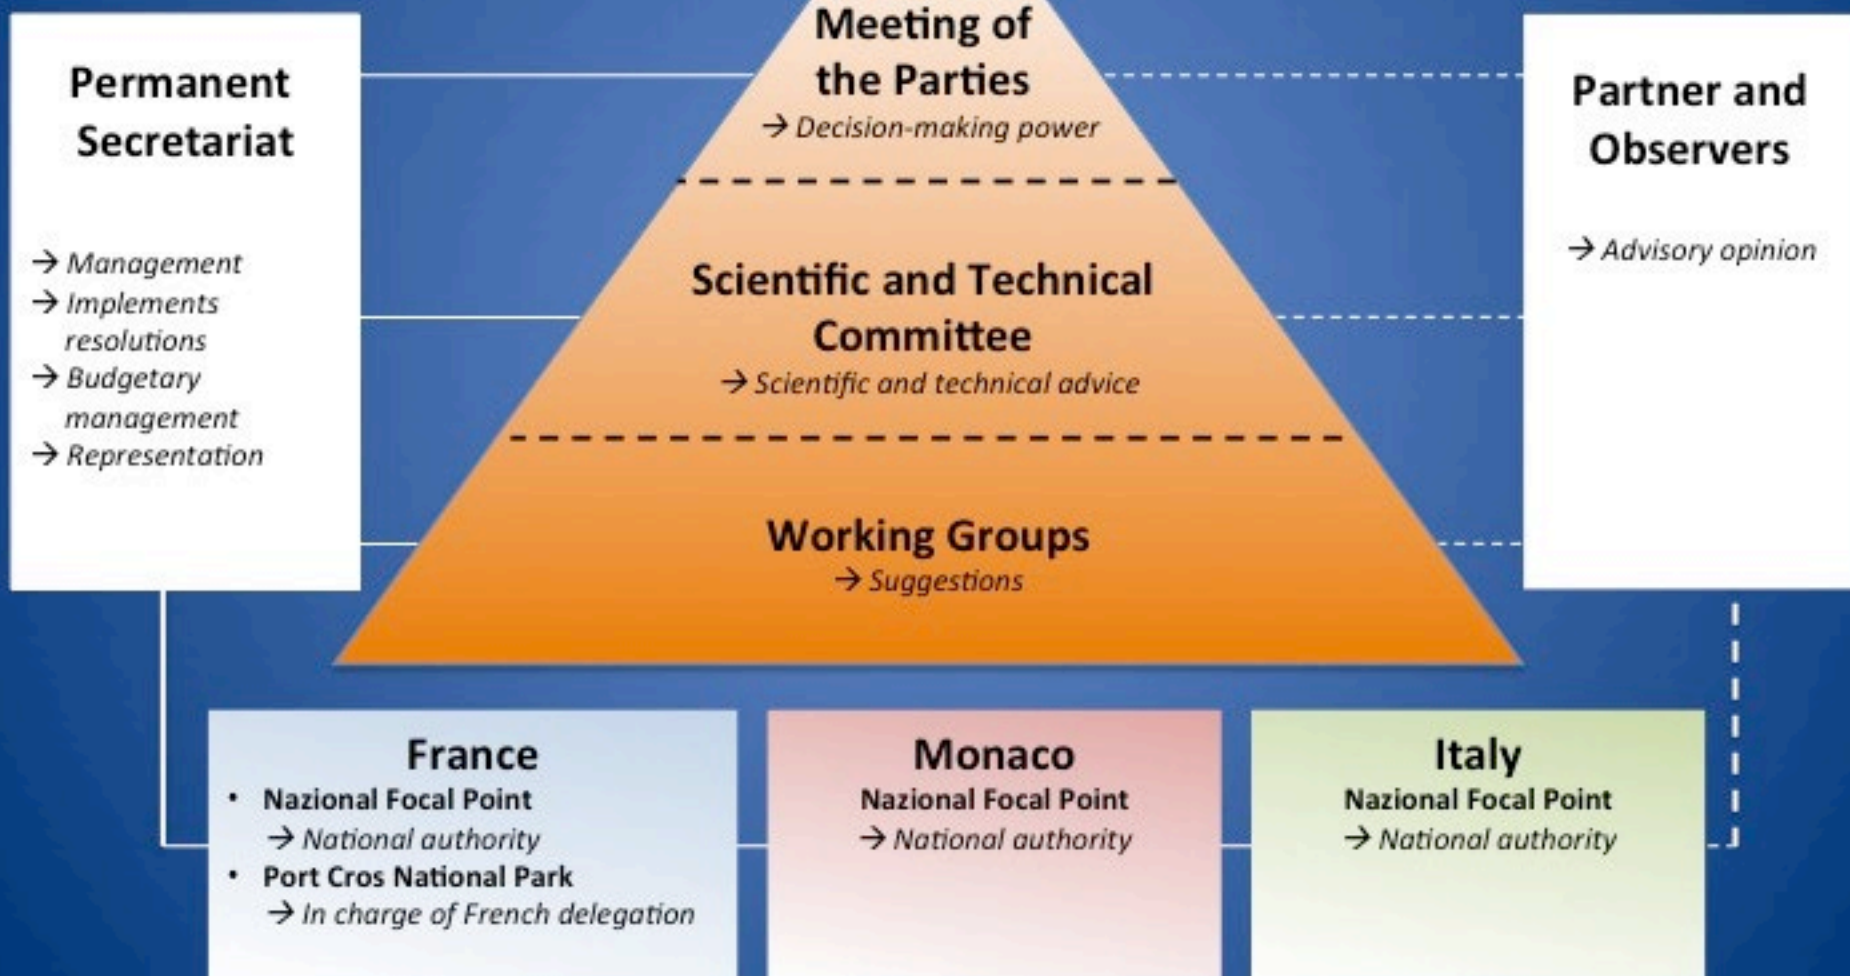 Permanent
Secretariat
→ Management
→ Implements
resolutions
→ Budgetary
management
→ Representation
Meeting of
the Parties
→ Decision-making power
Scientific and Technical
Committee
→ Scientific and technical advice
Working Groups
→ Suggestions
Partner and
Observers
→ Advisory opinion
France
• Nazional Focal Point
→ National authority
• Port Cros National Park
→ In charge of French delegation
Monaco
Nazional Focal Point
→ National authority
Italy
Nazional Focal Point
→ National authority